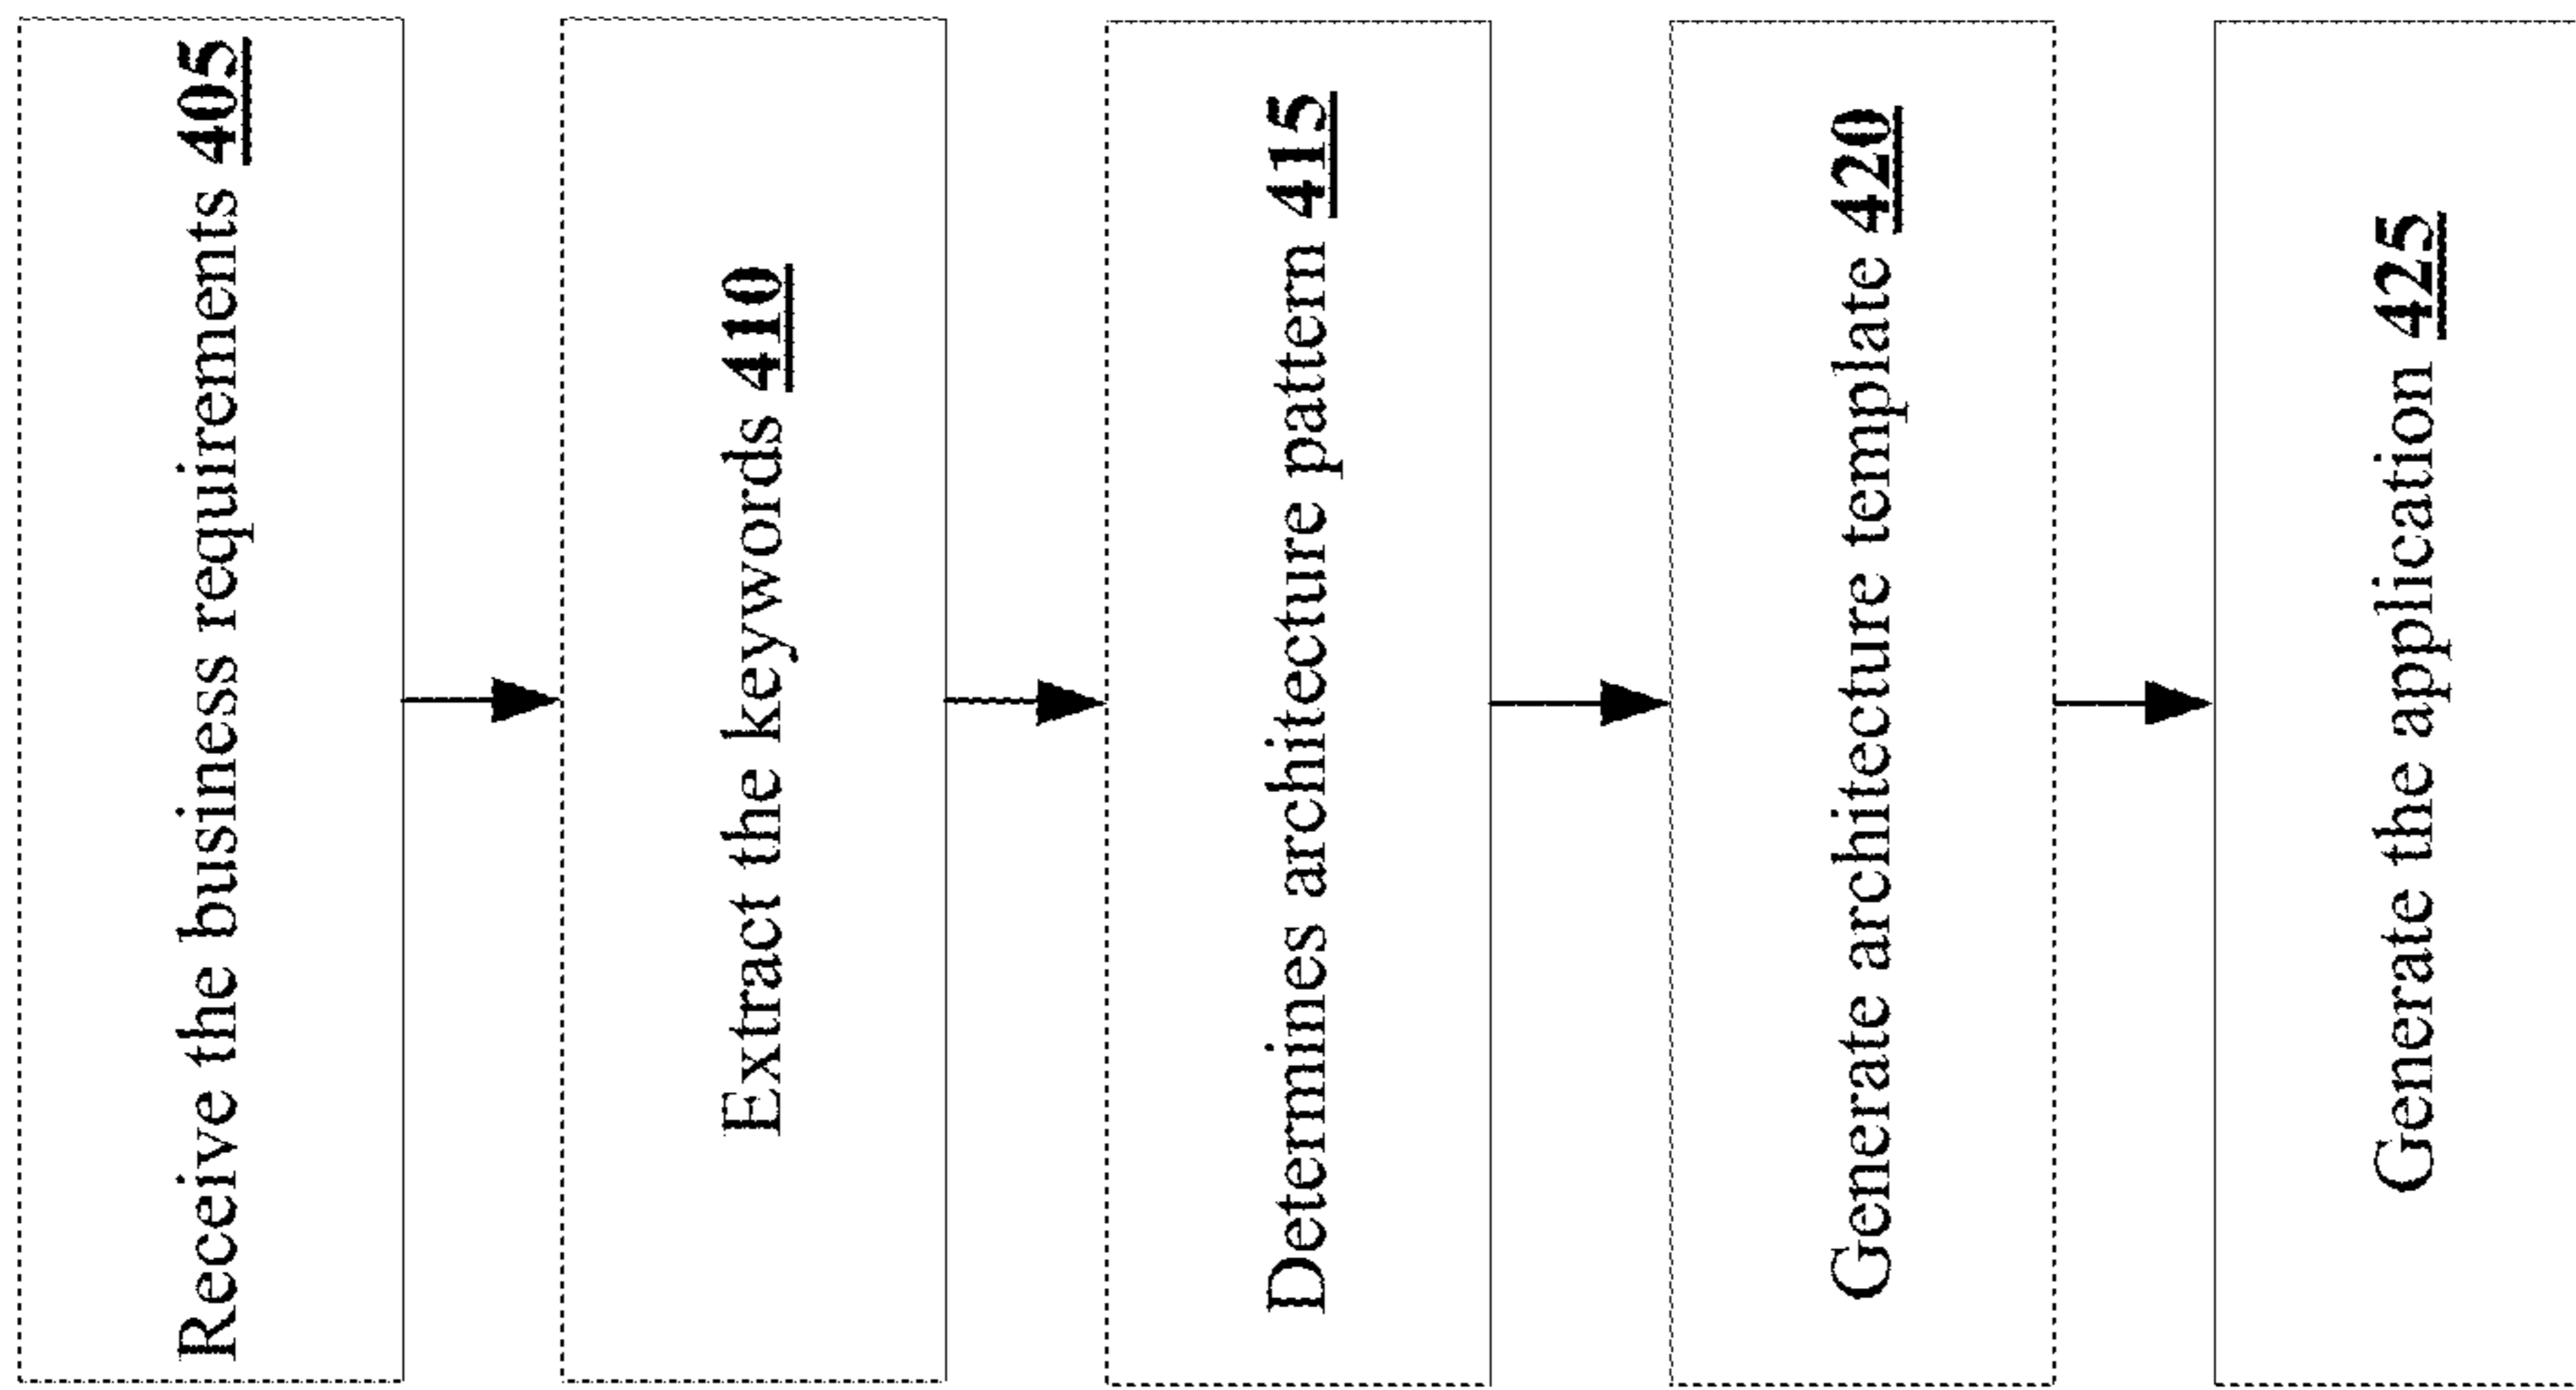 Receive the business requirements 405
Extract the keywords 410
Determines architecture pattern 415
Generate architecture template 420
Generate the application 425